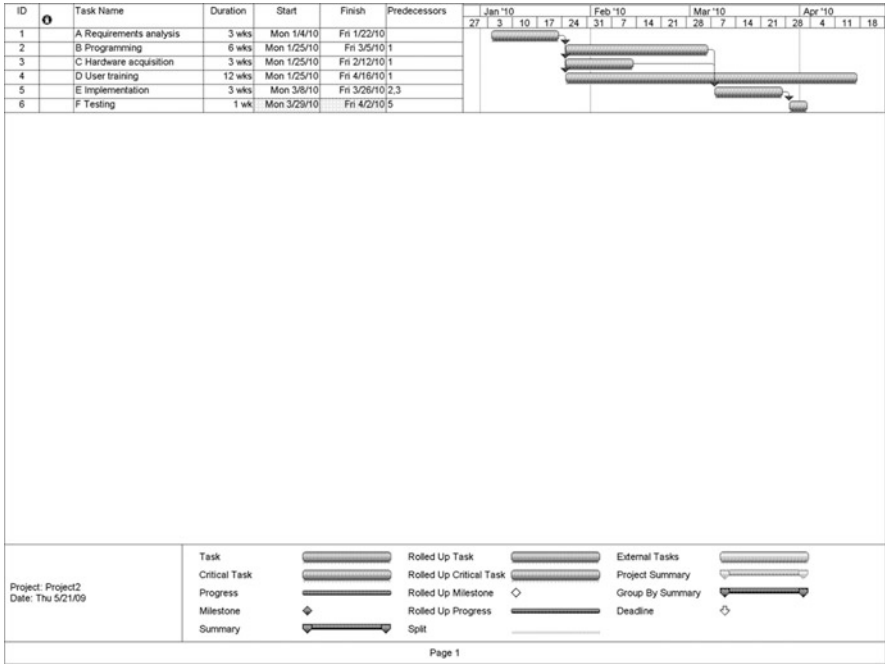 ID Task Name Duration Start Finish Predecessors Jan '10 Feb '10 Mar '10 Apr '10
27 3 10 17 24 31 7 14 21 28 7 14 21 28 4 11 18
1 A Requirements analysis 3 wks Mon 1/4/10 Fri 1/22/10
2 B Programming 6 wks Mon 1/25/10 Fri 3/5/10 1
3 C Hardware acquisition 3 wks Mon 1/25/10 Fri 2/12/10 1
4 D User training 12 wks Mon 1/25/10 Fri 4/16/10 1
5 E Implementation 3 wks Mon 3/8/10 Fri 3/26/10 2,3
6 F Testing 1 wk Mon 3/29/10 Fri 4/2/10 5
Project: Project2
Date: Thu 5/21/09
Task Rolled Up Task External Tasks
Critical Task Rolled Up Critical Task Project Summary
Progress Rolled Up Milestone Group By Summary
Milestone Rolled Up Progress Deadline
Summary Split
Page 1